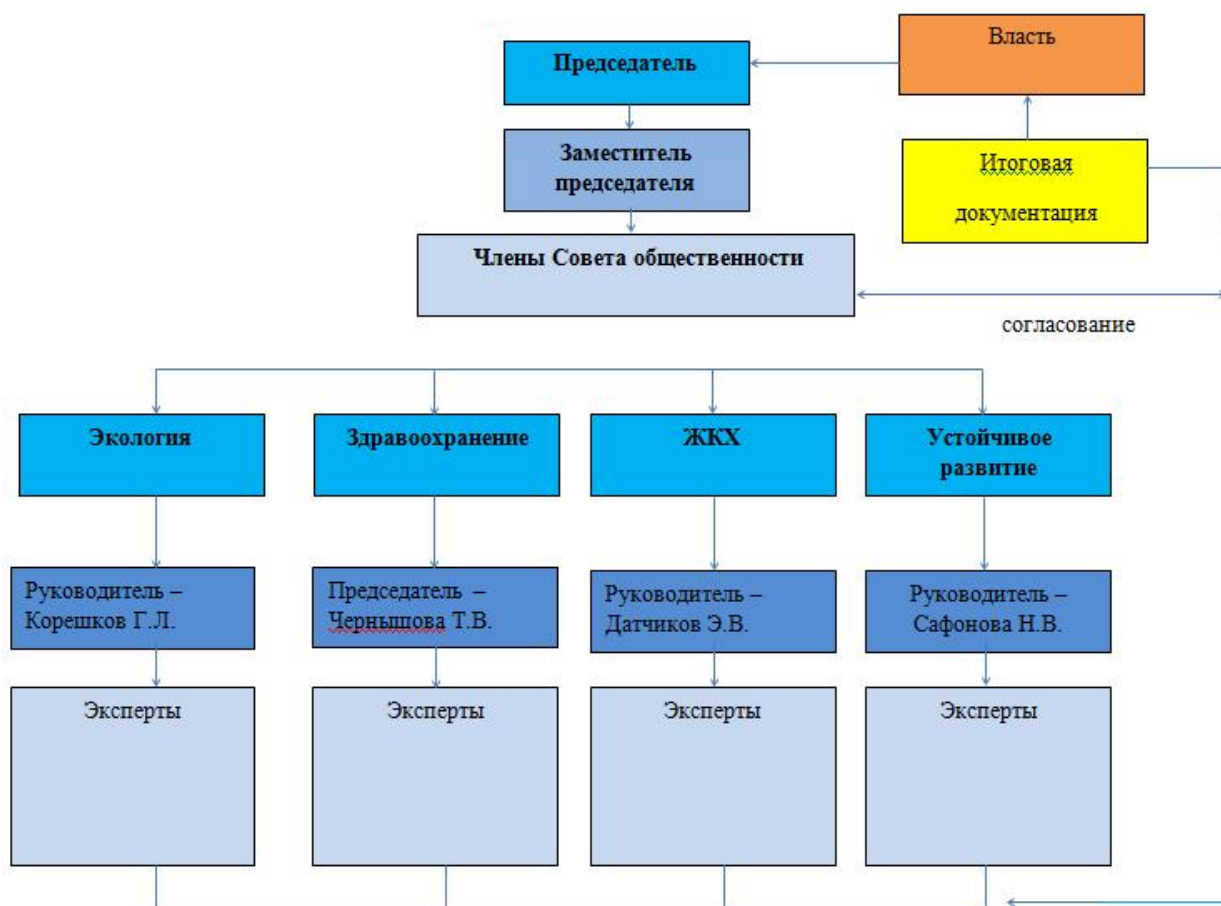 Власть
Председатель
Заместитель
председателя
Итоговая
документация
Члены Совета общественности
согласование
Экология
Здравоохранение
ЖКХ
Устойчивое
развитие
Руководитель –
Корешков Г.Л.
Председатель –
Чернышова Т.В.
Руководитель –
Датчиков Э.В.
Руководитель –
Сафонова Н.В.
Эксперты
Эксперты
Эксперты
Эксперты